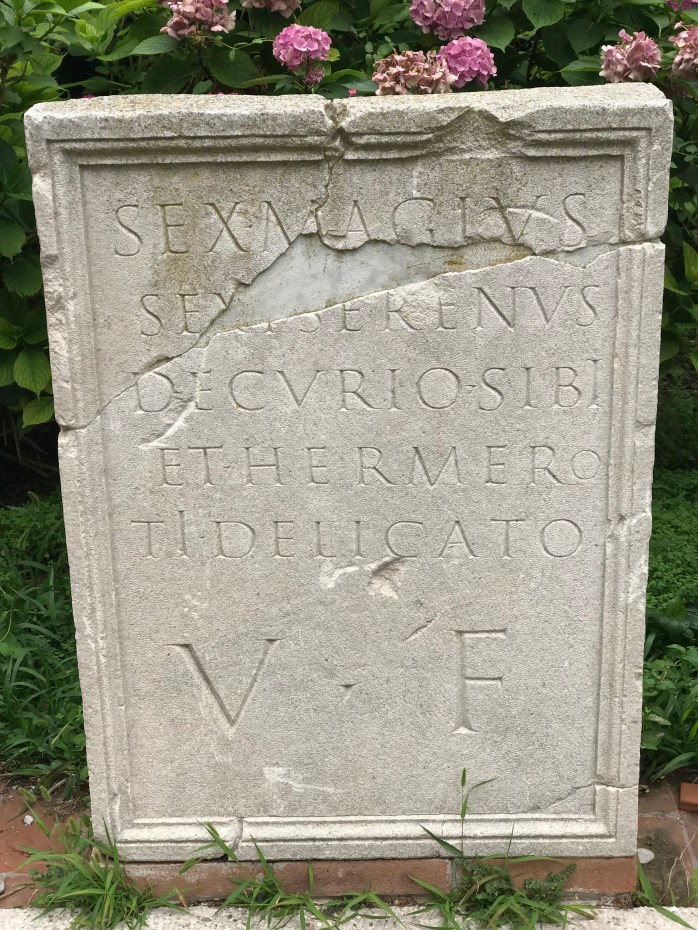 SEX·MAGIVS
SEX·F·SERENVS
DECVRIO·SIBI
ET·HERMERO
TI·DELICATO
V·F